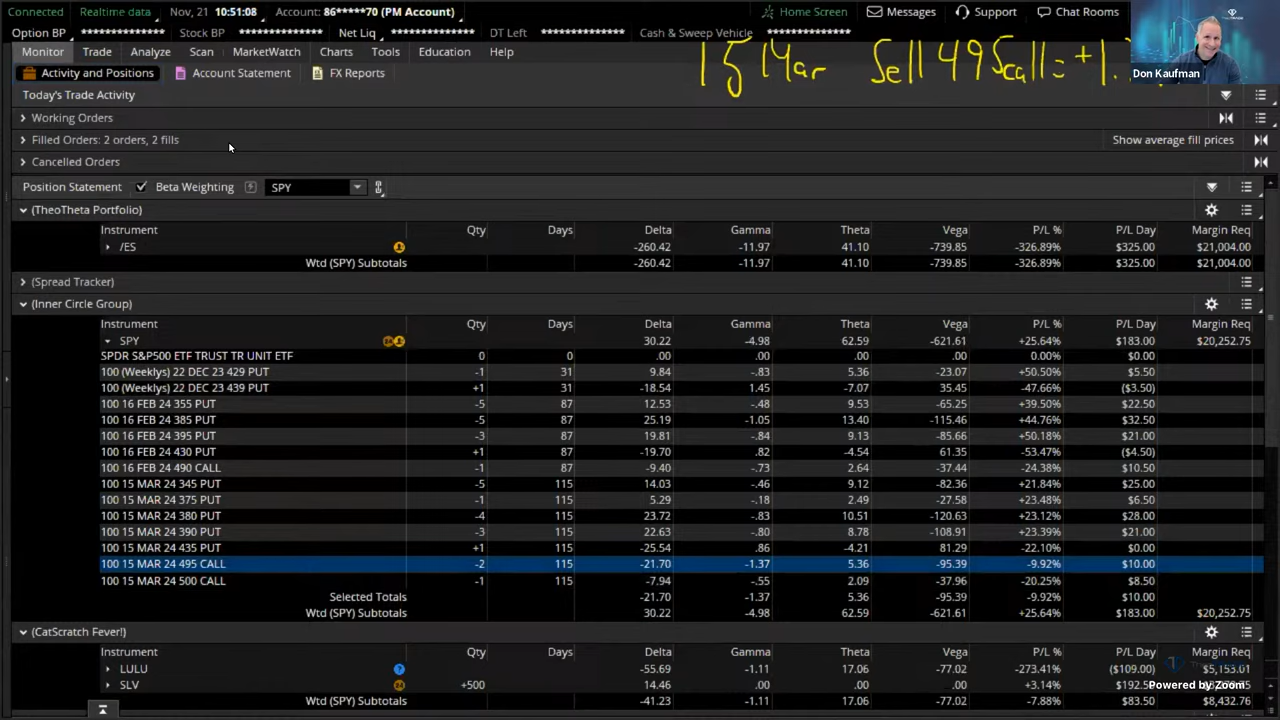 Connected Realtime data Nov, 21 10:51:08 Account: 86*****70 (PM Account) Home Screen Messages Support Chat Rooms
Option BP ************** Stock BP ************** Net Liq ************** DT Left ************** Cash & Sweep Vehicle **************
Monitor Trade Analyze Scan MarketWatch Charts Tools Education Help
15 Mar Sell 495 call = +1.
Don Kaufman
Activity and Positions Account Statement FX Reports
Today's Trade Activity
Working Orders
Filled Orders: 2 orders, 2 fills Show average fill prices
Cancelled Orders
Position Statement Beta Weighting SPY
(TheoTheta Portfolio)
Instrument Qty Days Delta Gamma Theta Vega P/L % P/L Day Margin Req
/ES -260.42 -11.97 41.10 -739.85 -326.89% $325.00 $21,004.00
Wtd (SPY) Subtotals -260.42 -11.97 41.10 -739.85 -326.89% $325.00 $21,004.00
(Spread Tracker)
(Inner Circle Group)
Instrument Qty Days Delta Gamma Theta Vega P/L % P/L Day Margin Req
SPY 30.22 -4.98 62.59 -621.61 +25.64% $183.00 $20,252.75
SPDR S&P500 ETF TRUST TR UNIT ETF 0 0 .00 .00 .00 .00 0.00% $0.00
100 (Weeklys) 22 DEC 23 429 PUT -1 31 9.84 -.83 5.36 -23.07 +50.50% $5.50
100 (Weeklys) 22 DEC 23 439 PUT +1 31 -18.54 1.45 -7.07 35.45 -47.66% ($3.50)
100 16 FEB 24 355 PUT -5 87 12.53 -.48 9.53 -65.25 +39.50% $22.50
100 16 FEB 24 385 PUT -5 87 25.19 -1.05 13.40 -115.46 +44.76% $32.50
100 16 FEB 24 395 PUT -3 87 19.81 -.84 9.13 -85.66 +50.18% $21.00
100 16 FEB 24 430 PUT +1 87 -19.70 .82 -4.54 61.35 -53.47% ($4.50)
100 16 FEB 24 490 CALL -1 87 -9.40 -.73 2.64 -37.44 -24.38% $10.50
100 15 MAR 24 345 PUT -5 115 14.03 -.46 9.12 -82.36 +21.84% $25.00
100 15 MAR 24 375 PUT -1 115 5.29 -.18 2.49 -27.58 +23.48% $6.50
100 15 MAR 24 380 PUT -4 115 23.72 -.83 10.51 -120.63 +23.12% $28.00
100 15 MAR 24 390 PUT -3 115 22.63 -.80 8.78 -108.91 +23.39% $21.00
100 15 MAR 24 435 PUT +1 115 -25.54 .86 -4.21 81.29 -22.10% $0.00
100 15 MAR 24 495 CALL -2 115 -21.70 -1.37 5.36 -95.39 -9.92% $10.00
100 15 MAR 24 500 CALL -1 115 -7.94 -.55 2.09 -37.96 -20.25% $8.50
Selected Totals -21.70 -1.37 5.36 -95.39 -9.92% $10.00
Wtd (SPY) Subtotals 30.22 -4.98 62.59 -621.61 +25.64% $183.00 $20,252.75
(CatScratch Fever!)
Instrument Qty Days Delta Gamma Theta Vega P/L % P/L Day Margin Req
LULU -55.69 -1.11 17.06 -77.02 -273.41% ($109.00) $5,153.01
SLV +500 14.46 .00 .00 .00 +3.14% $192.5
Powered by Zoom
Wtd (SPY) Subtotals -41.23 -1.11 17.06 -77.02 -7.88% $83.50 $8,432.76